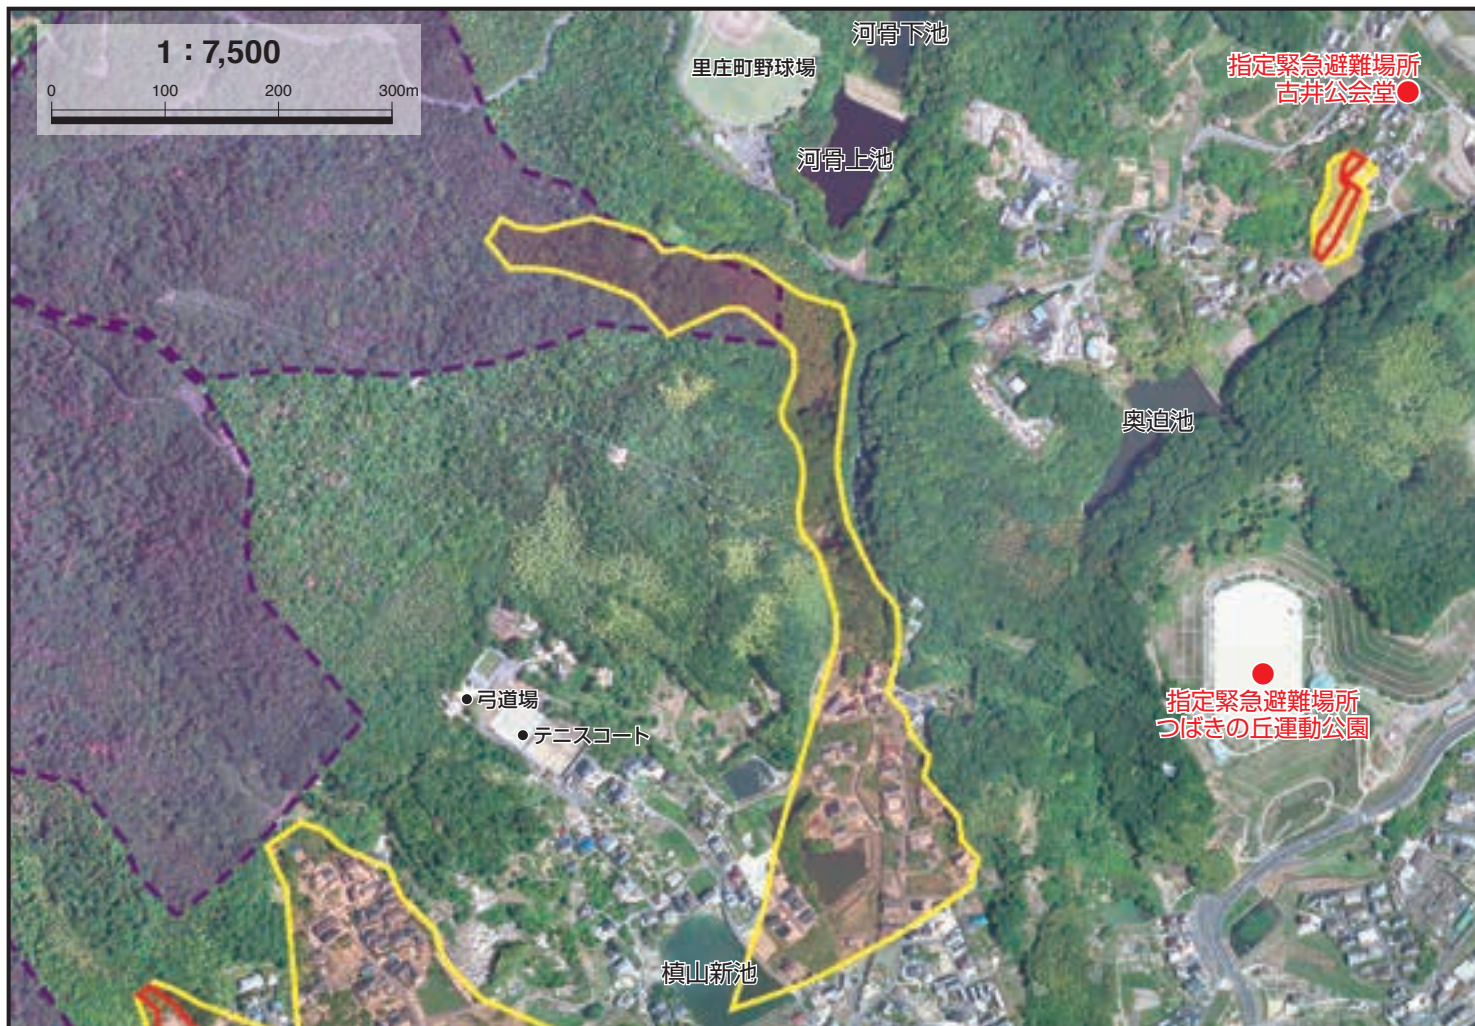 1：7,500
0 100 200 300m
河骨下池
里庄町野球場
指定緊急避難場所
古井公会堂
河骨上池
奥迫池
弓道場
テニスコート
指定緊急避難場所
つばきの丘運動公園
槙山新池